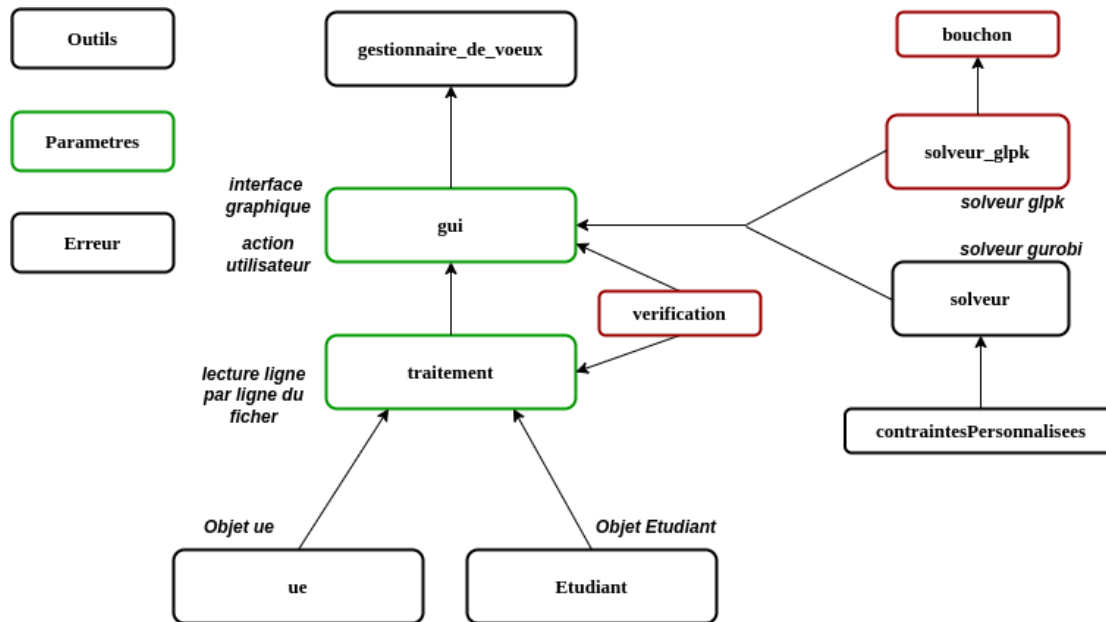 Outils
gestionnaire_de_voeux
bouchon
Parametres
solveur_glpk
interface
graphique
solveur glpk
gui
Erreur
action
utilisateur
solveur gurobi
solveur
verification
traitement
lecture ligne
par ligne du
ficher
contraintesPersonnalisees
Objet ue
Objet Etudiant
ue
Etudiant